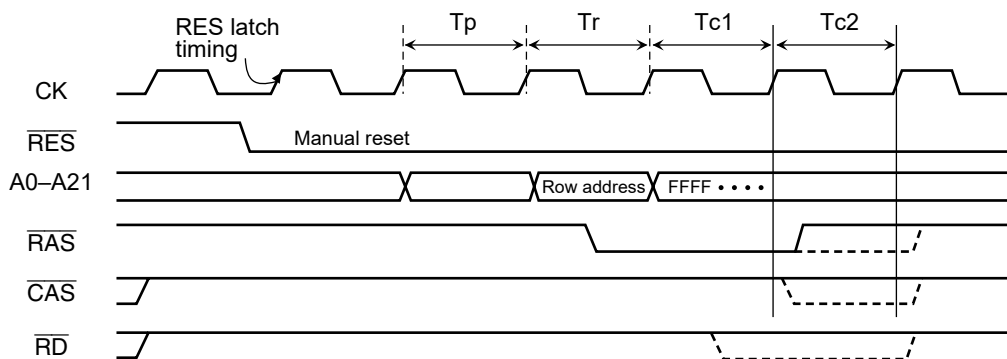 RES latch
timing
Tp Tr Tc1 Tc2
CK
RES
Manual reset
A0–A21
Row address
FFFF • • • •
RAS
CAS
RD